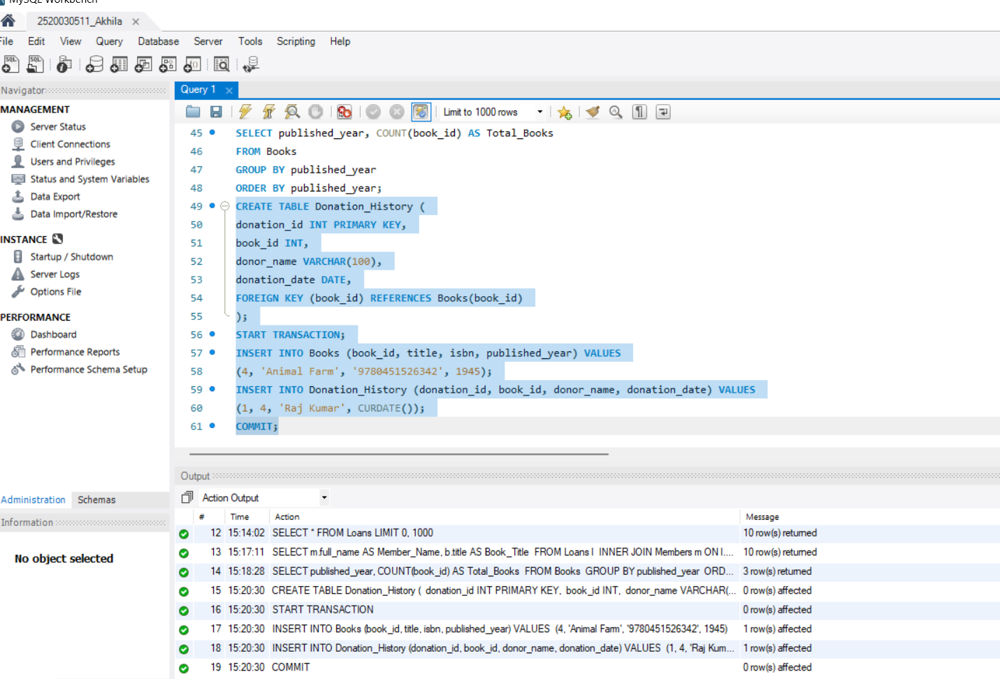 MySQL Workbench
2520030511_Akhila
File Edit View Query Database Server Tools Scripting Help
Navigator
MANAGEMENT
Server Status
Client Connections
Users and Privileges
Status and System Variables
Data Export
Data Import/Restore
INSTANCE
Startup / Shutdown
Server Logs
Options File
PERFORMANCE
Dashboard
Performance Reports
Performance Schema Setup
Administration Schemas
Information
No object selected
Query 1
Limit to 1000 rows
45 SELECT published_year, COUNT(book_id) AS Total_Books
46 FROM Books
47 GROUP BY published_year
48 ORDER BY published_year;
49 CREATE TABLE Donation_History (
50 donation_id INT PRIMARY KEY,
51 book_id INT,
52 donor_name VARCHAR(100),
53 donation_date DATE,
54 FOREIGN KEY (book_id) REFERENCES Books(book_id)
55 );
56 START TRANSACTION;
57 INSERT INTO Books (book_id, title, isbn, published_year) VALUES
58 (4, 'Animal Farm', '9780451526342', 1945);
59 INSERT INTO Donation_History (donation_id, book_id, donor_name, donation_date) VALUES
60 (1, 4, 'Raj Kumar', CURDATE());
61 COMMIT;
Output
Action Output
# Time Action Message
12 15:14:02 SELECT * FROM Loans LIMIT 0, 1000 10 row(s) returned
13 15:17:11 SELECT m.full_name AS Member_Name, b.title AS Book_Title FROM Loans l INNER JOIN Members m ON l.... 10 row(s) returned
14 15:18:28 SELECT published_year, COUNT(book_id) AS Total_Books FROM Books GROUP BY published_year ORD... 3 row(s) returned
15 15:20:30 CREATE TABLE Donation_History ( donation_id INT PRIMARY KEY, book_id INT, donor_name VARCHAR(... 0 row(s) affected
16 15:20:30 START TRANSACTION 0 row(s) affected
17 15:20:30 INSERT INTO Books (book_id, title, isbn, published_year) VALUES (4, 'Animal Farm', '9780451526342', 1945) 1 row(s) affected
18 15:20:30 INSERT INTO Donation_History (donation_id, book_id, donor_name, donation_date) VALUES (1, 4, 'Raj Kum... 1 row(s) affected
19 15:20:30 COMMIT 0 row(s) affected